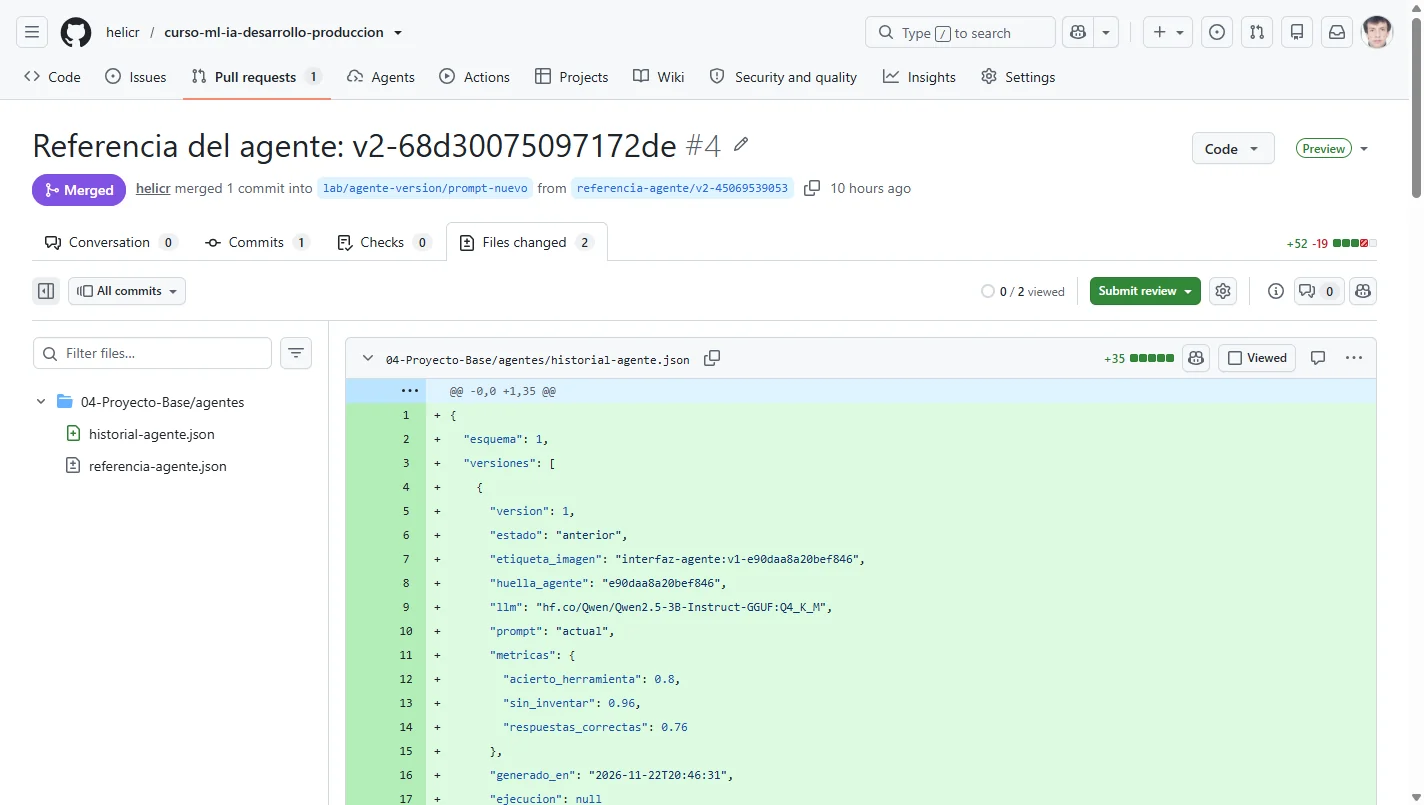 helicr / curso-ml-ia-desarrollo-produccion
Type / to search
Code
Issues
Pull requests 1
Agents
Actions
Projects
Wiki
Security and quality
Insights
Settings
Referencia del agente: v2-68d30075097172de #4
Code
Preview
Merged helicr merged 1 commit into lab/agente-version/prompt-nuevo from referencia-agente/v2-45069539053 10 hours ago
Conversation 0
Commits 1
Checks 0
Files changed 2
+52 -19
All commits
0 / 2 viewed
Submit review
0
Filter files...
04-Proyecto-Base/agentes
historial-agente.json
referencia-agente.json
04-Proyecto-Base/agentes/historial-agente.json
+35
Viewed
@@ -0,0 +1,35 @@
1 + {
2 + "esquema": 1,
3 + "versiones": [
4 + {
5 + "version": 1,
6 + "estado": "anterior",
7 + "etiqueta_imagen": "interfaz-agente:v1-e90daa8a20bef846",
8 + "huella_agente": "e90daa8a20bef846",
9 + "llm": "hf.co/Qwen/Qwen2.5-3B-Instruct-GGUF:Q4_K_M",
10 + "prompt": "actual",
11 + "metricas": {
12 + "acierto_herramienta": 0.8,
13 + "sin_inventar": 0.96,
14 + "respuestas_correctas": 0.76
15 + },
16 + "generado_en": "2026-11-22T20:46:31",
17 + "ejecucion": null